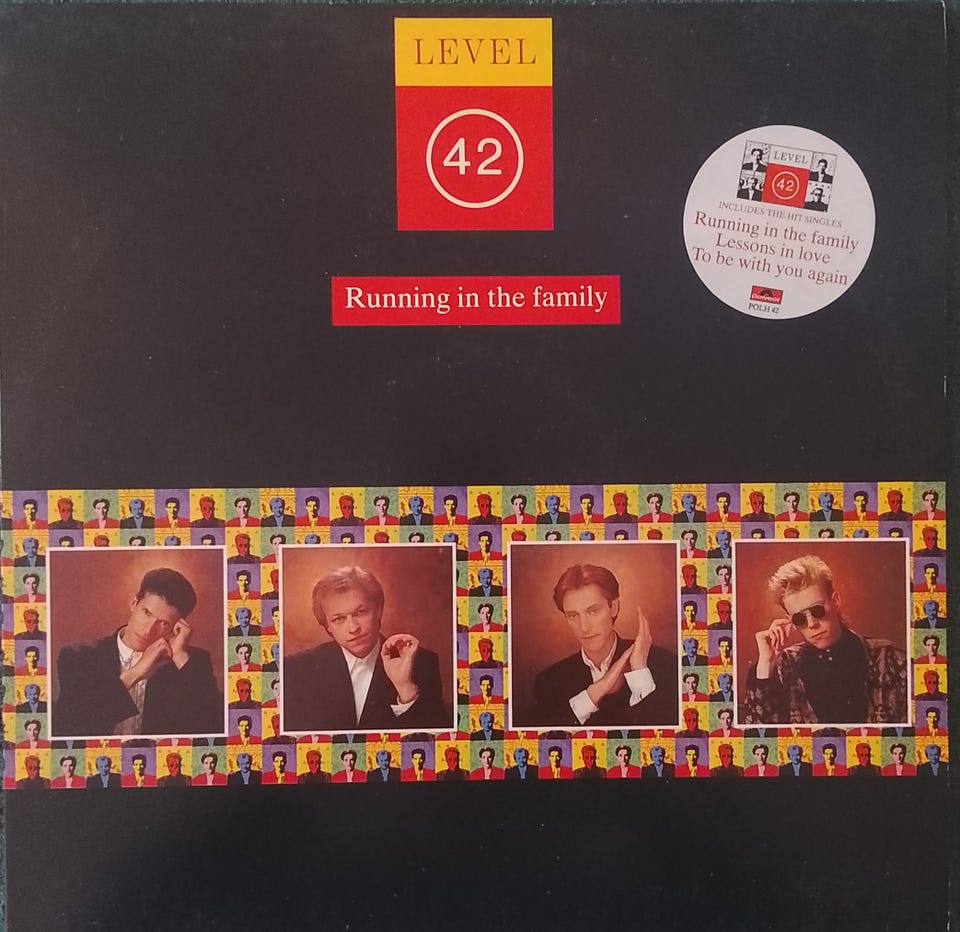 LEVEL
42
Running in the family
LEVEL
42
INCLUDES THE HIT SINGLES
Running in the family
Lessons in love
To be with you again
Polydor
POLH 42